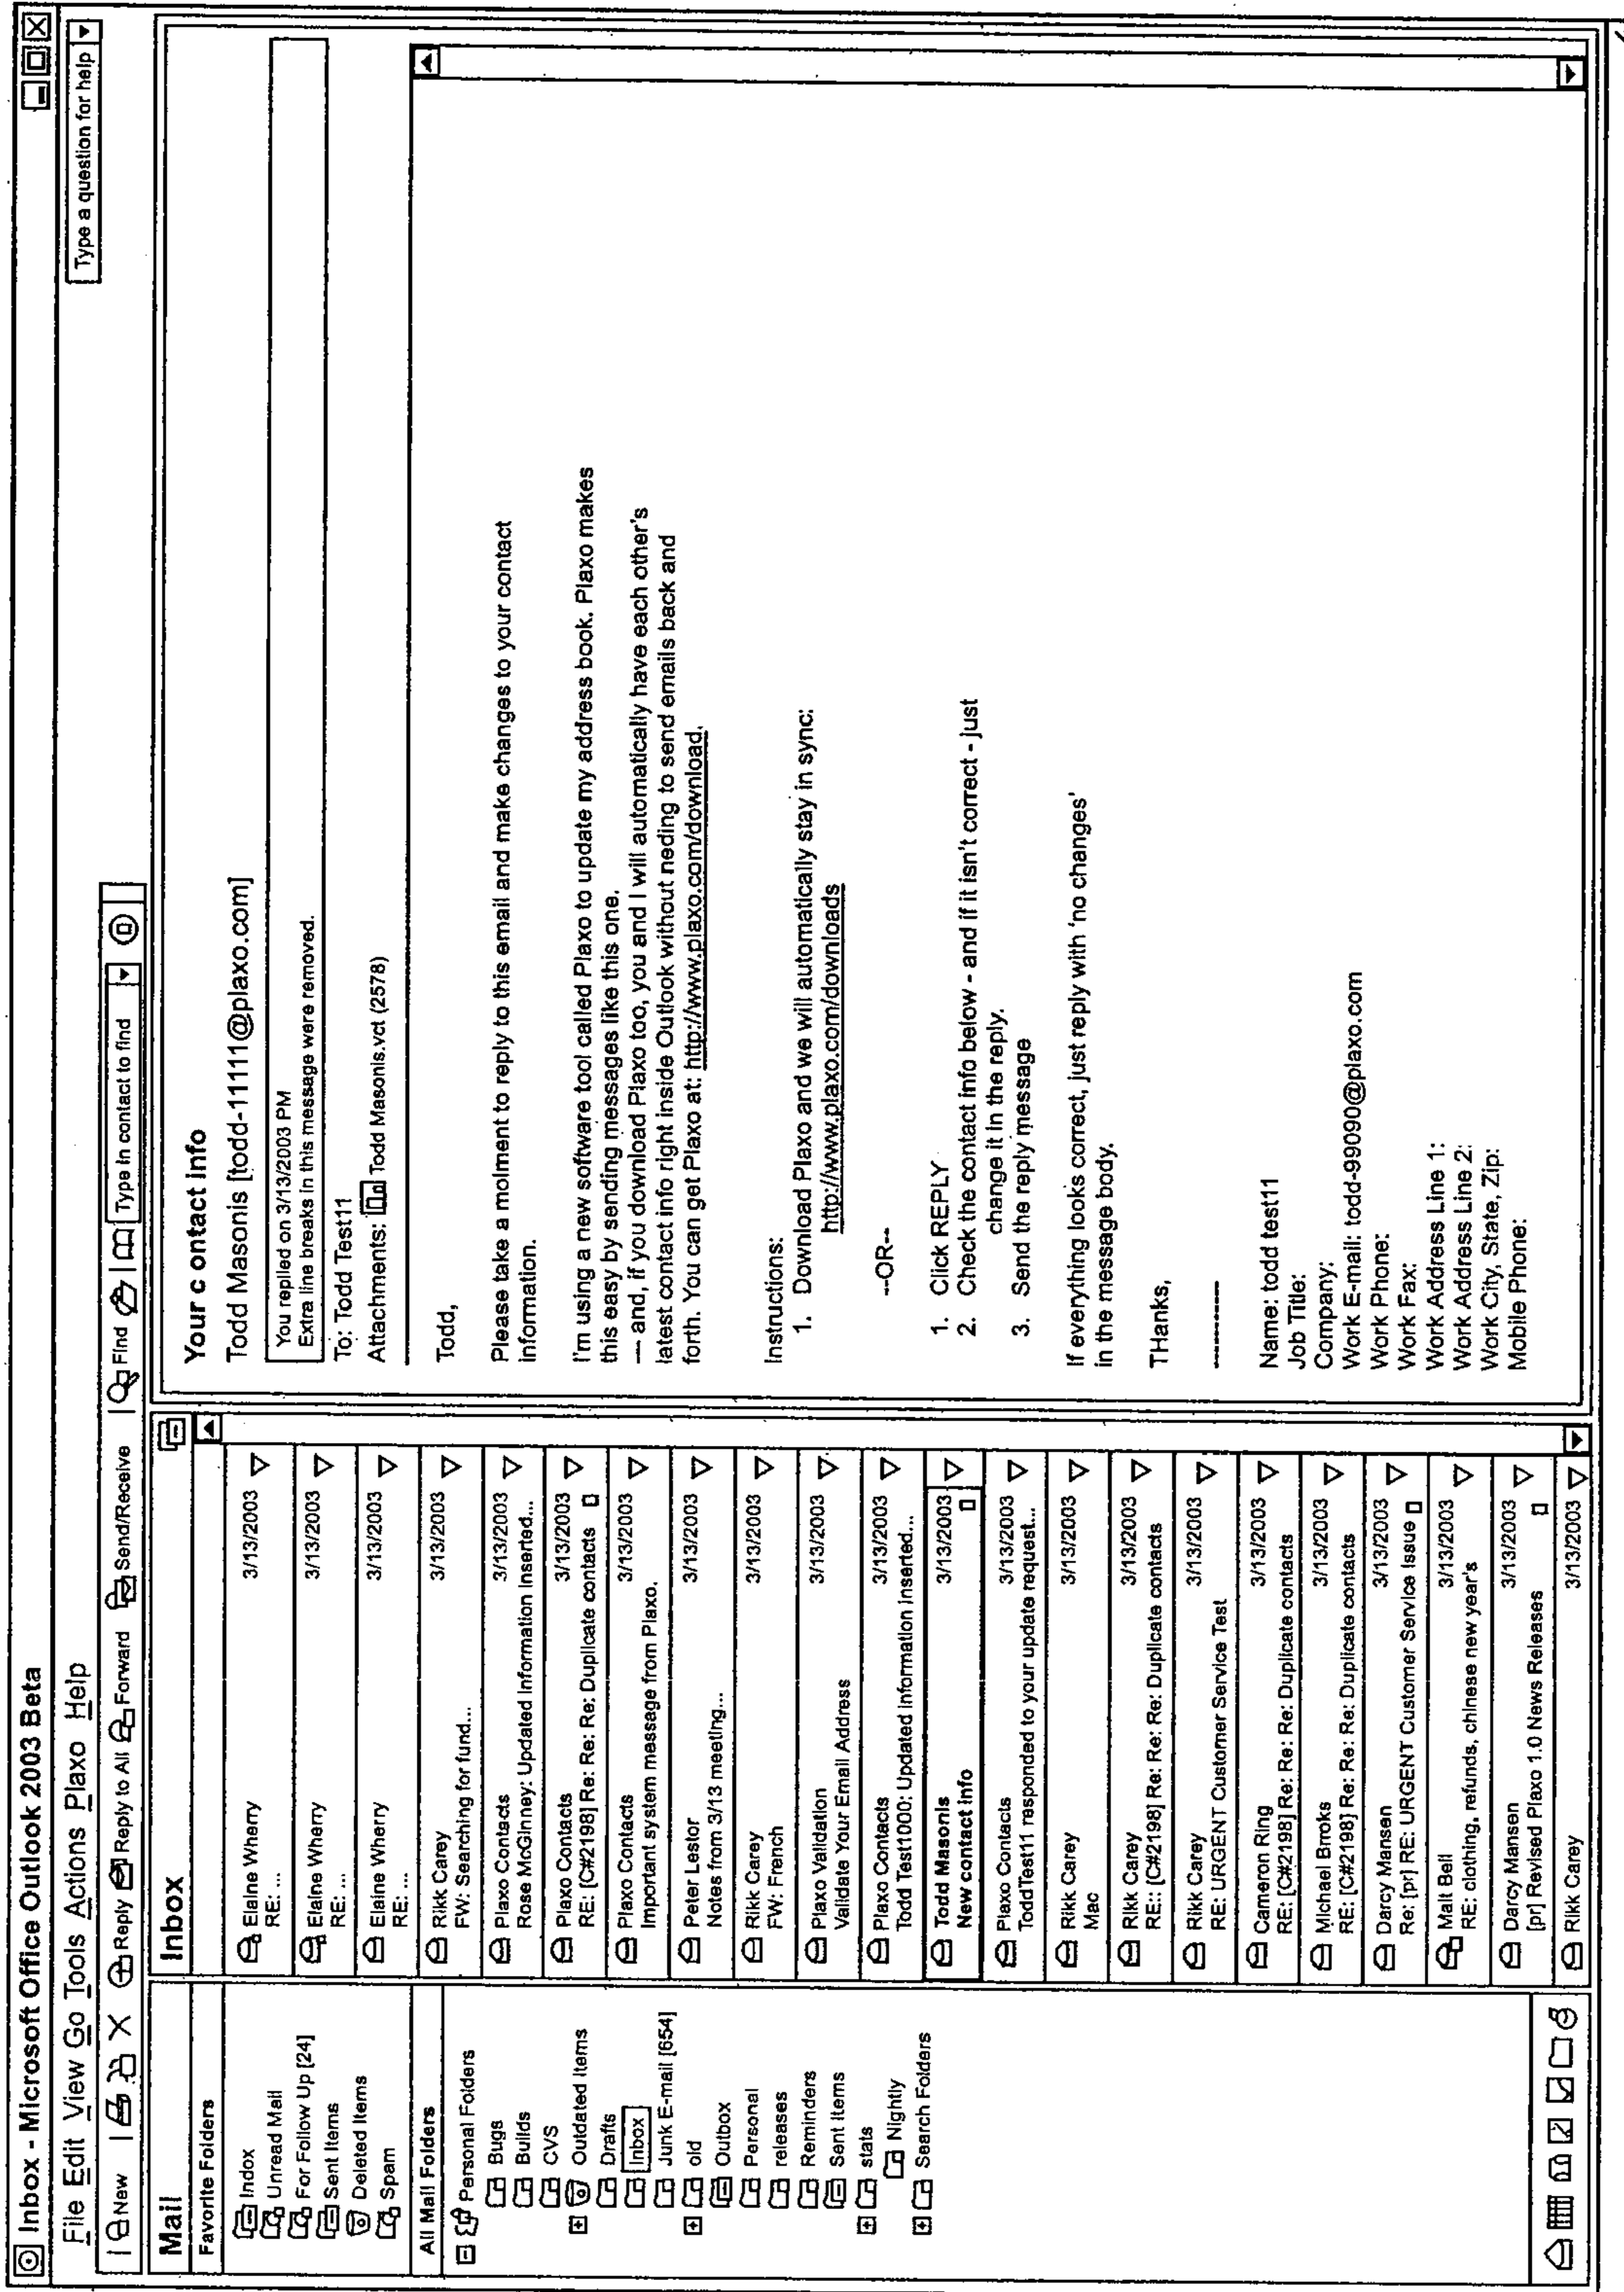 Inbox - Microsoft Office Outlook 2003 Beta
File Edit View Go Tools Actions Plaxo Help
Type a question for help
New
Reply Reply to All Forward Send/Receive Find Type in contact to find
Mail
Favorite Folders
Indox
Unread Mail
For Follow Up [24]
Sent Items
Deleted Items
Spam
All Mail Folders
Personal Folders
Bugs
Builds
CVS
Outdated Items
Drafts
Inbox
Junk E-mail [654]
old
Outbox
Personal
releases
Reminders
Sent Items
stats
Nightly
Search Folders
Inbox
Elaine Wherry 3/13/2003
RE: ...
Elaine Wherry 3/13/2003
RE: ...
Elaine Wherry 3/13/2003
RE: ...
Rikk Carey 3/13/2003
FW: Searching for fund...
Plaxo Contacts 3/13/2003
Rose McGinney: Updated Information Inserted...
Plaxo Contacts 3/13/2003
RE: [C#2198] Re: Re: Duplicate contacts
Plaxo Contacts 3/13/2003
Important system message from Plaxo.
Peter Lestor 3/13/2003
Notes from 3/13 meeting...
Rikk Carey 3/13/2003
FW: French
Plaxo Validation 3/13/2003
Validate Your Email Address
Plaxo Contacts 3/13/2003
Todd Test1000: Updated Information inserted...
Todd Masonis 3/13/2003
New contact info
Plaxo Contacts 3/13/2003
ToddTest11 responded to your update request...
Rikk Carey 3/13/2003
Mac
Rikk Carey 3/13/2003
RE:: [C#2198] Re: Re: Re: Duplicate contacts
Rikk Carey 3/13/2003
RE: URGENT Customer Service Test
Cameron Ring 3/13/2003
RE: [C#2198] Re: Re: Duplicate contacts
Michael Broks 3/13/2003
RE: [C#2198] Re: Re: Re: Duplicate contacts
Darcy Mansen 3/13/2003
Re: [pr] RE: URGENT Customer Service Issue
Malt Bell 3/13/2003
RE: clothing, refunds, chinese new year's
Darcy Mansen 3/13/2003
[pr] Revised Plaxo 1.0 News Releases
Rikk Carey 3/13/2003
Your c ontact info
Todd Masonis [todd-11111@plaxo.com]
You replied on 3/13/2003 PM
Extra line breaks in this message were removed.
To: Todd Test11
Attachments: Todd Masonis.vct (2578)
Todd,
Please take a molment to reply to this email and make changes to your contact
information.
I'm using a new software tool called Plaxo to update my address book. Plaxo makes
this easy by sending messages like this one.
— and, if you download Plaxo too, you and I will automatically have each other's
latest contact info right inside Outlook without neding to send emails back and
forth. You can get Plaxo at: http://www.plaxo.com/download.
Instructions:
1. Download Plaxo and we will automatically stay in sync:
http://www.plaxo.com/downloads
--OR--
1. Click REPLY
2. Check the contact info below - and if it isn't correct - just
change it in the reply.
3. Send the reply message
If everything looks correct, just reply with 'no changes'
in the message body.
THanks,
-----------
Name: todd test11
Job Title:
Company:
Work E-mail: todd-99090@plaxo.com
Work Phone:
Work Fax:
Work Address Line 1:
Work Address Line 2:
Work City, State, Zip:
Mobile Phone: